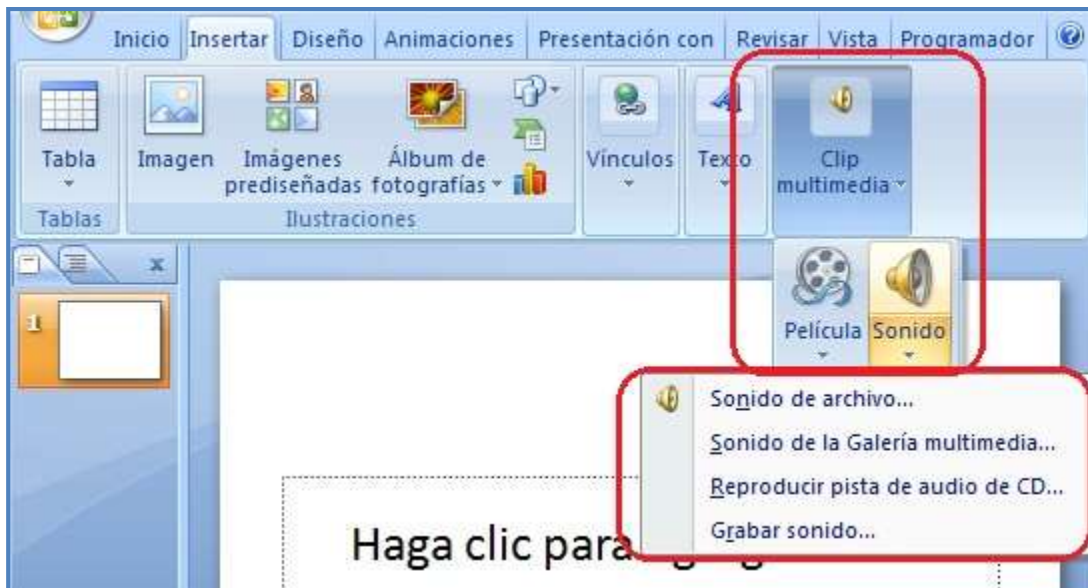 Inicio Insertar Diseño Animaciones Presentación con Revisar Vista Programador
Tabla
Imagen
Imágenes prediseñadas
Álbum de fotografías
Vínculos
Texto
Clip multimedia
Tablas
Ilustraciones
Película
Sonido
1
Sonido de archivo...
Sonido de la Galería multimedia...
Reproducir pista de audio de CD...
Grabar sonido...
Haga clic para